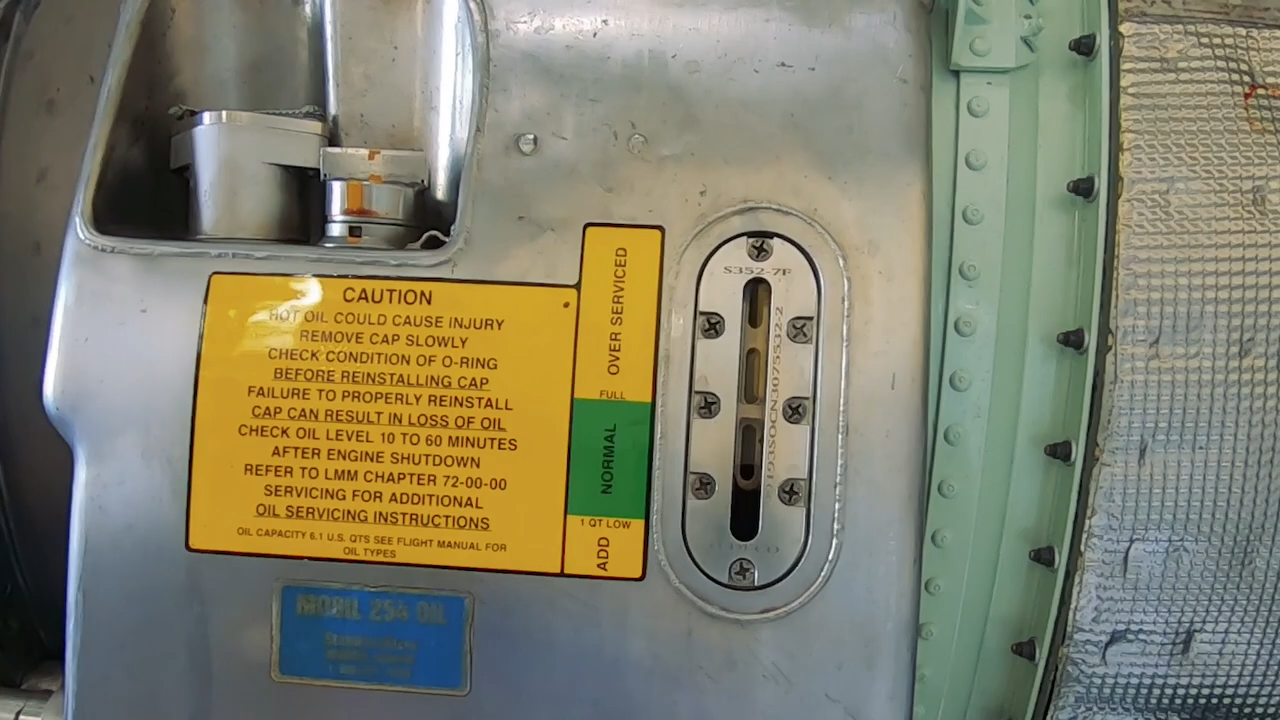 CAUTION
HOT OIL COULD CAUSE INJURY
REMOVE CAP SLOWLY
CHECK CONDITION OF O-RING
BEFORE REINSTALLING CAP
FAILURE TO PROPERLY REINSTALL
CAP CAN RESULT IN LOSS OF OIL
CHECK OIL LEVEL 10 TO 60 MINUTES
AFTER ENGINE SHUTDOWN
REFER TO LMM CHAPTER 72-00-00
SERVICING FOR ADDITIONAL
OIL SERVICING INSTRUCTIONS
OIL CAPACITY 6.1 U.S. QTS SEE FLIGHT MANUAL FOR
OIL TYPES
OVER SERVICED
FULL
NORMAL
1 QT LOW
ADD
S352-7F
MOBIL 254 OIL